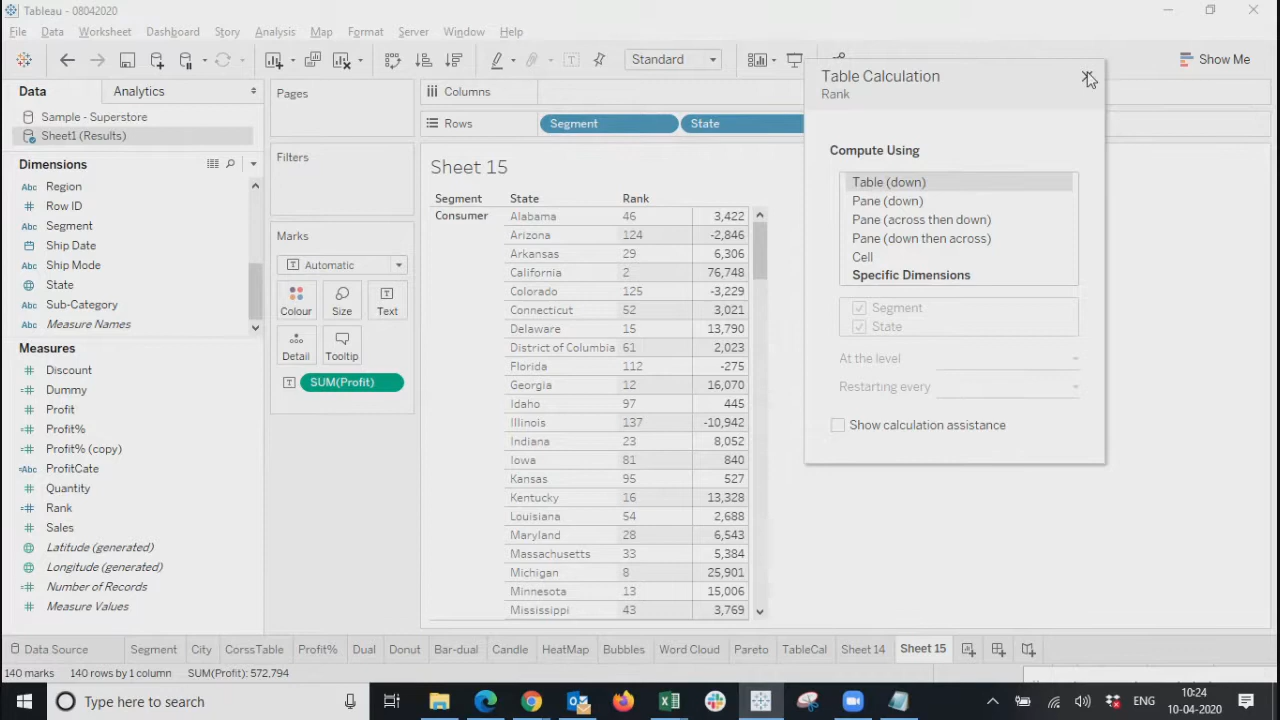 Tableau - 08042020
File Data Worksheet Dashboard Story Analysis Map Format Server Window Help
Standard
Show Me
Data
Analytics
Sample - Superstore
Sheet1 (Results)
Dimensions
Abc Region
Abc Row ID
Abc Segment
Ship Date
Abc Ship Mode
State
Abc Sub-Category
Abc Measure Names
Measures
Discount
Dummy
Profit
Profit%
Profit% (copy)
Abc ProfitCate
Quantity
Rank
Sales
Latitude (generated)
Longitude (generated)
Number of Records
Measure Values
Pages
Filters
Marks
Automatic
Colour Size Text
Detail Tooltip
SUM(Profit)
Columns
Rows Segment State
Sheet 15
Segment State Rank
Consumer Alabama 46 3,422
Arizona 124 -2,846
Arkansas 29 6,306
California 2 76,748
Colorado 125 -3,229
Connecticut 52 3,021
Delaware 15 13,790
District of Columbia 61 2,023
Florida 112 -275
Georgia 12 16,070
Idaho 97 445
Illinois 137 -10,942
Indiana 23 8,052
Iowa 81 840
Kansas 95 527
Kentucky 16 13,328
Louisiana 54 2,688
Maryland 28 6,543
Massachusetts 33 5,384
Michigan 8 25,901
Minnesota 13 15,006
Mississippi 43 3,769
Table Calculation
Rank
Compute Using
Table (down)
Pane (down)
Pane (across then down)
Pane (down then across)
Cell
Specific Dimensions
Segment
State
At the level
Restarting every
Show calculation assistance
Data Source Segment City CorssTable Profit% Dual Donut Bar-dual Candle HeatMap Bubbles Word Cloud Pareto TableCal Sheet 14 Sheet 15
140 marks 140 rows by 1 column SUM(Profit): 572,794
Type here to search
ENG
10:24
10-04-2020